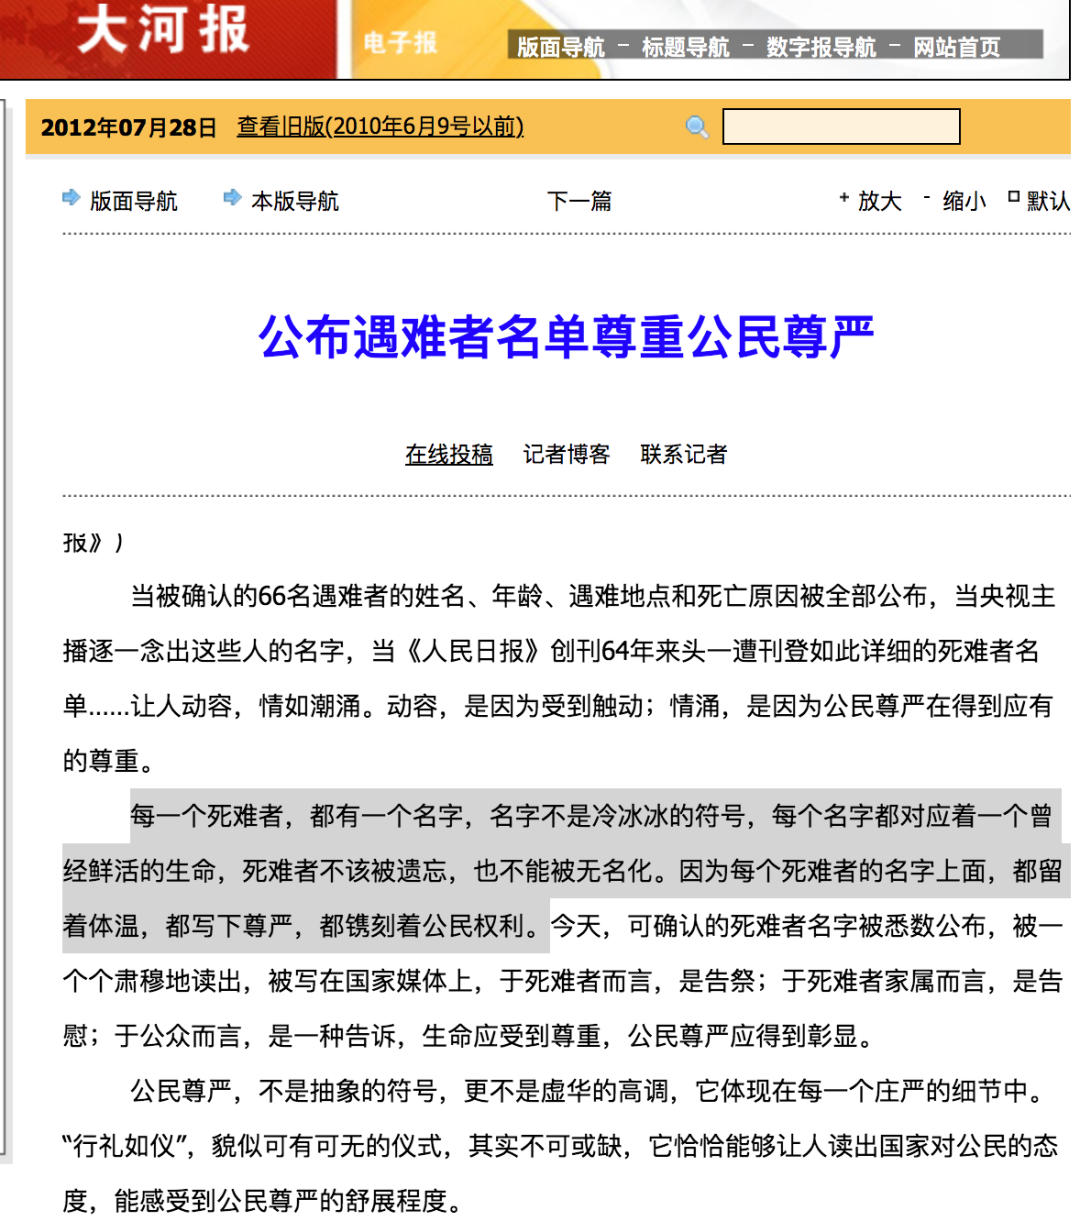 大河报
电子报
版面导航 - 标题导航 - 数字报导航 - 网站首页
2012年07月28日 查看旧版(2010年6月9号以前)
版面导航 本版导航 下一篇 + 放大 - 缩小 默认
公布遇难者名单尊重公民尊严
在线投稿 记者博客 联系记者
报》）
当被确认的66名遇难者的姓名、年龄、遇难地点和死亡原因被全部公布，当央视主
播逐一念出这些人的名字，当《人民日报》创刊64年来头一遭刊登如此详细的死难者名
单……让人动容，情如潮涌。动容，是因为受到触动；情涌，是因为公民尊严在得到应有
的尊重。
每一个死难者，都有一个名字，名字不是冷冰冰的符号，每个名字都对应着一个曾
经鲜活的生命，死难者不该被遗忘，也不能被无名化。因为每个死难者的名字上面，都留
着体温，都写下尊严，都镌刻着公民权利。今天，可确认的死难者名字被悉数公布，被一
个个肃穆地读出，被写在国家媒体上，于死难者而言，是告祭；于死难者家属而言，是告
慰；于公众而言，是一种告诉，生命应受到尊重，公民尊严应得到彰显。
公民尊严，不是抽象的符号，更不是虚华的高调，它体现在每一个庄严的细节中。
“行礼如仪”，貌似可有可无的仪式，其实不可或缺，它恰恰能够让人读出国家对公民的态
度，能感受到公民尊严的舒展程度。